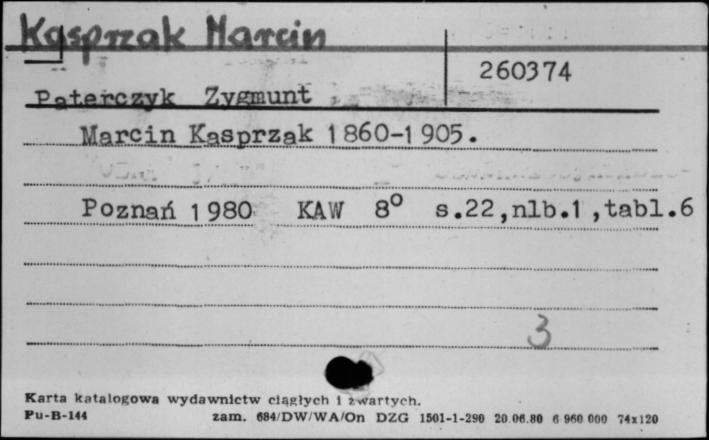 Kasprzak Marcin
260374
Paterczyk Zygmunt
Marcin Kasprzak 1860-1905.
Poznań 1980 KAW 8° s.22,nlb.1,tabl.6
3
Karta katalogowa wydawnictw ciągłych i zwartych.
Pu-B-144 zam. 684/DW/WA/On DZG 1501-1-290 20.06.80 6 960 000 74x120